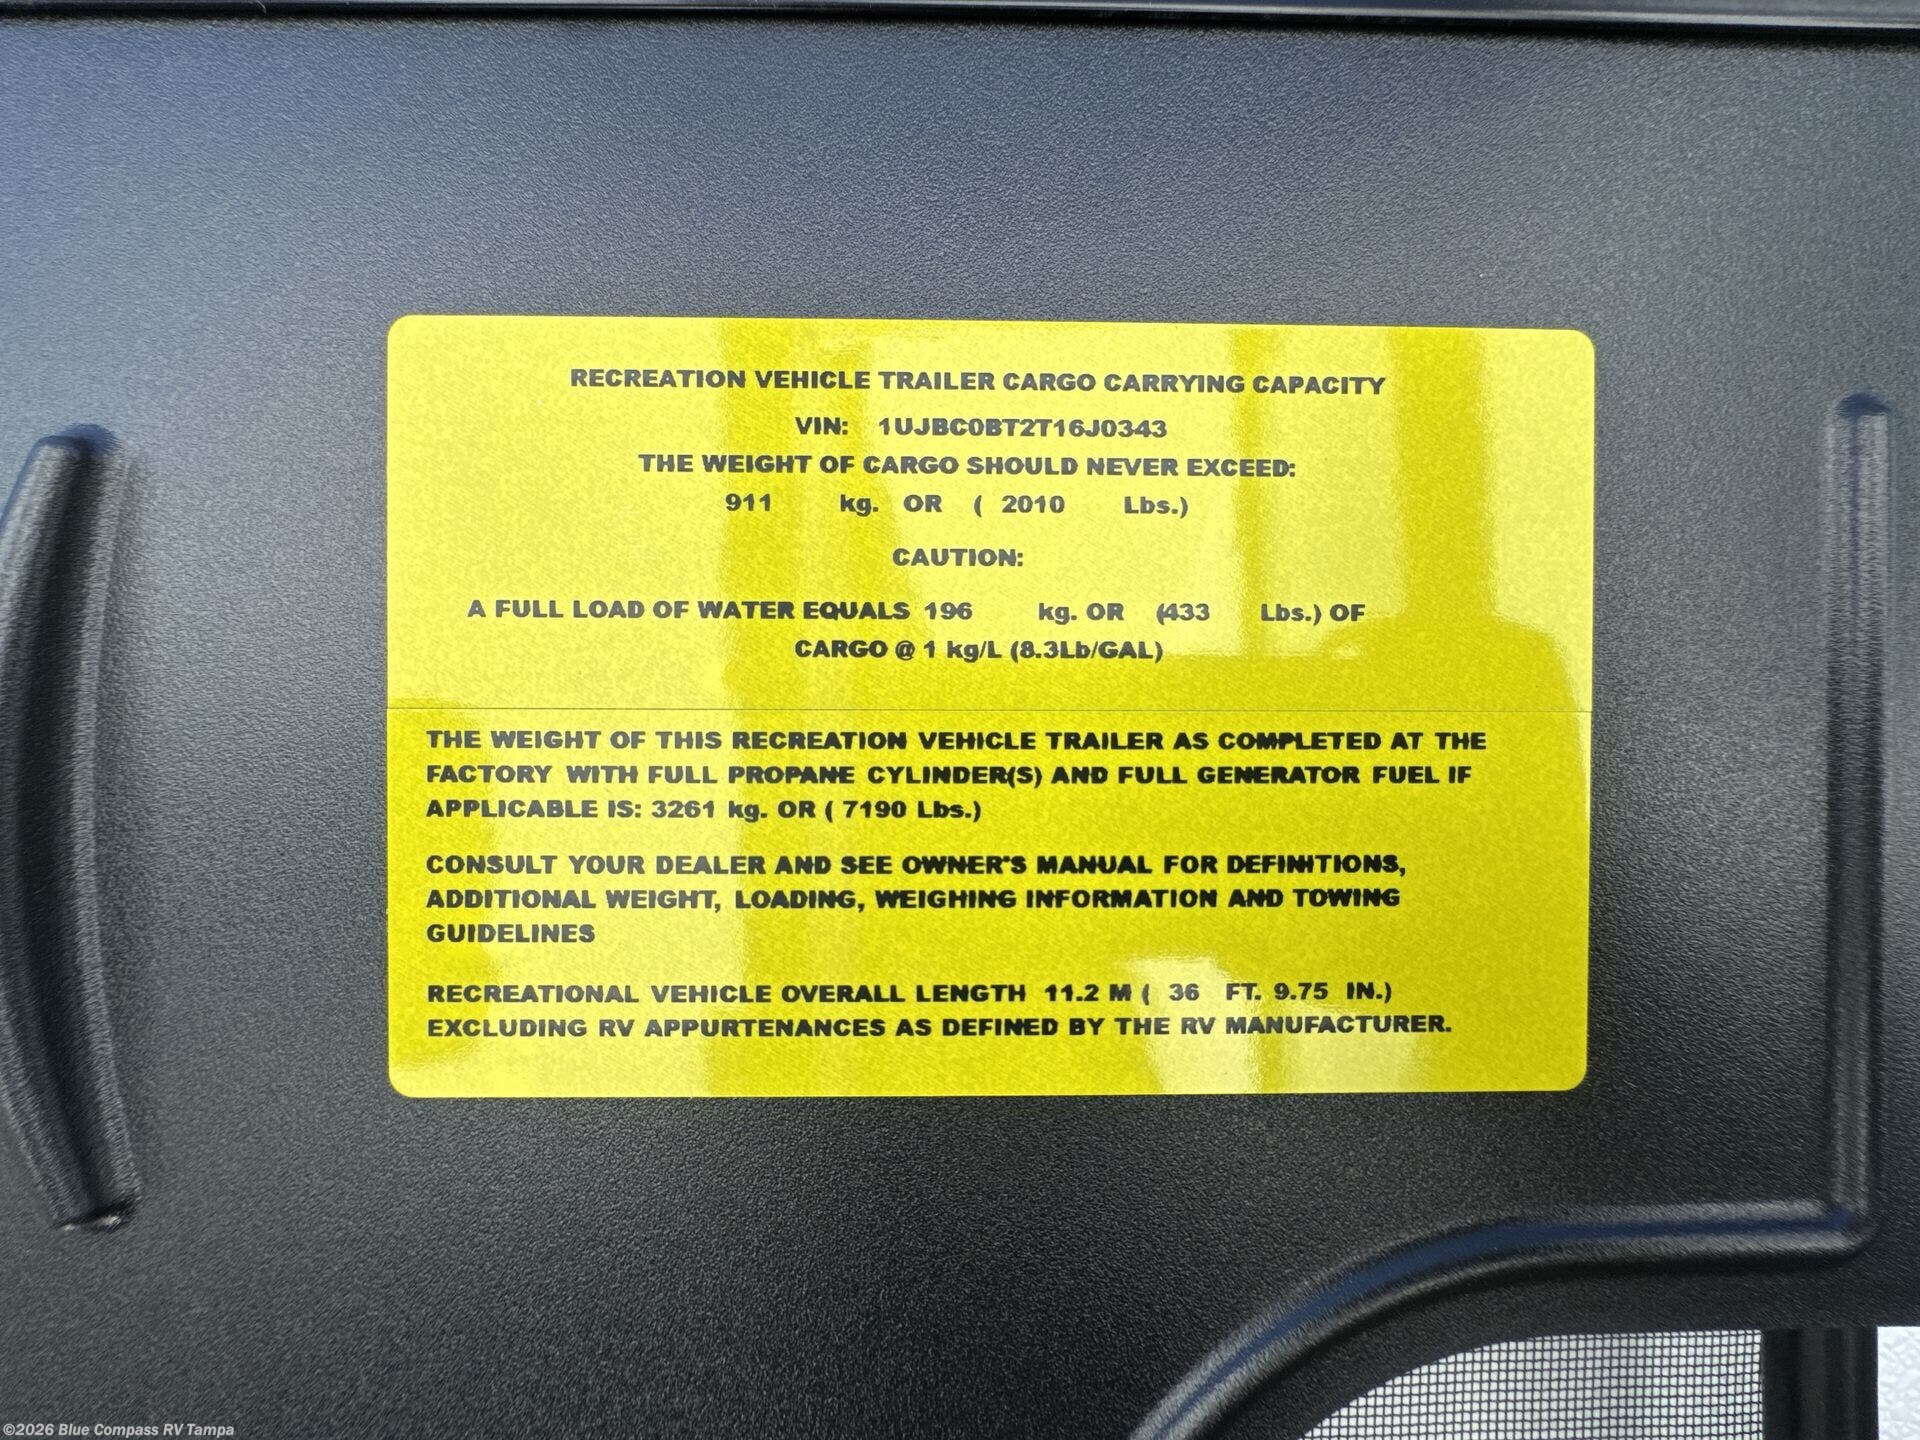 RECREATION VEHICLE TRAILER CARGO CARRYING CAPACITY
VIN: 1UJBC0BT2T16J0343
THE WEIGHT OF CARGO SHOULD NEVER EXCEED:
911 kg. OR ( 2010 Lbs.)
CAUTION:
A FULL LOAD OF WATER EQUALS 196 kg. OR (433 Lbs.) OF
CARGO @ 1 kg/L (8.3Lb/GAL)
THE WEIGHT OF THIS RECREATION VEHICLE TRAILER AS COMPLETED AT THE
FACTORY WITH FULL PROPANE CYLINDER(S) AND FULL GENERATOR FUEL IF
APPLICABLE IS: 3261 kg. OR ( 7190 Lbs.)
CONSULT YOUR DEALER AND SEE OWNER'S MANUAL FOR DEFINITIONS,
ADDITIONAL WEIGHT, LOADING, WEIGHING INFORMATION AND TOWING
GUIDELINES
RECREATIONAL VEHICLE OVERALL LENGTH 11.2 M ( 36 FT. 9.75 IN.)
EXCLUDING RV APPURTENANCES AS DEFINED BY THE RV MANUFACTURER.
©2026 Blue Compass RV Tampa